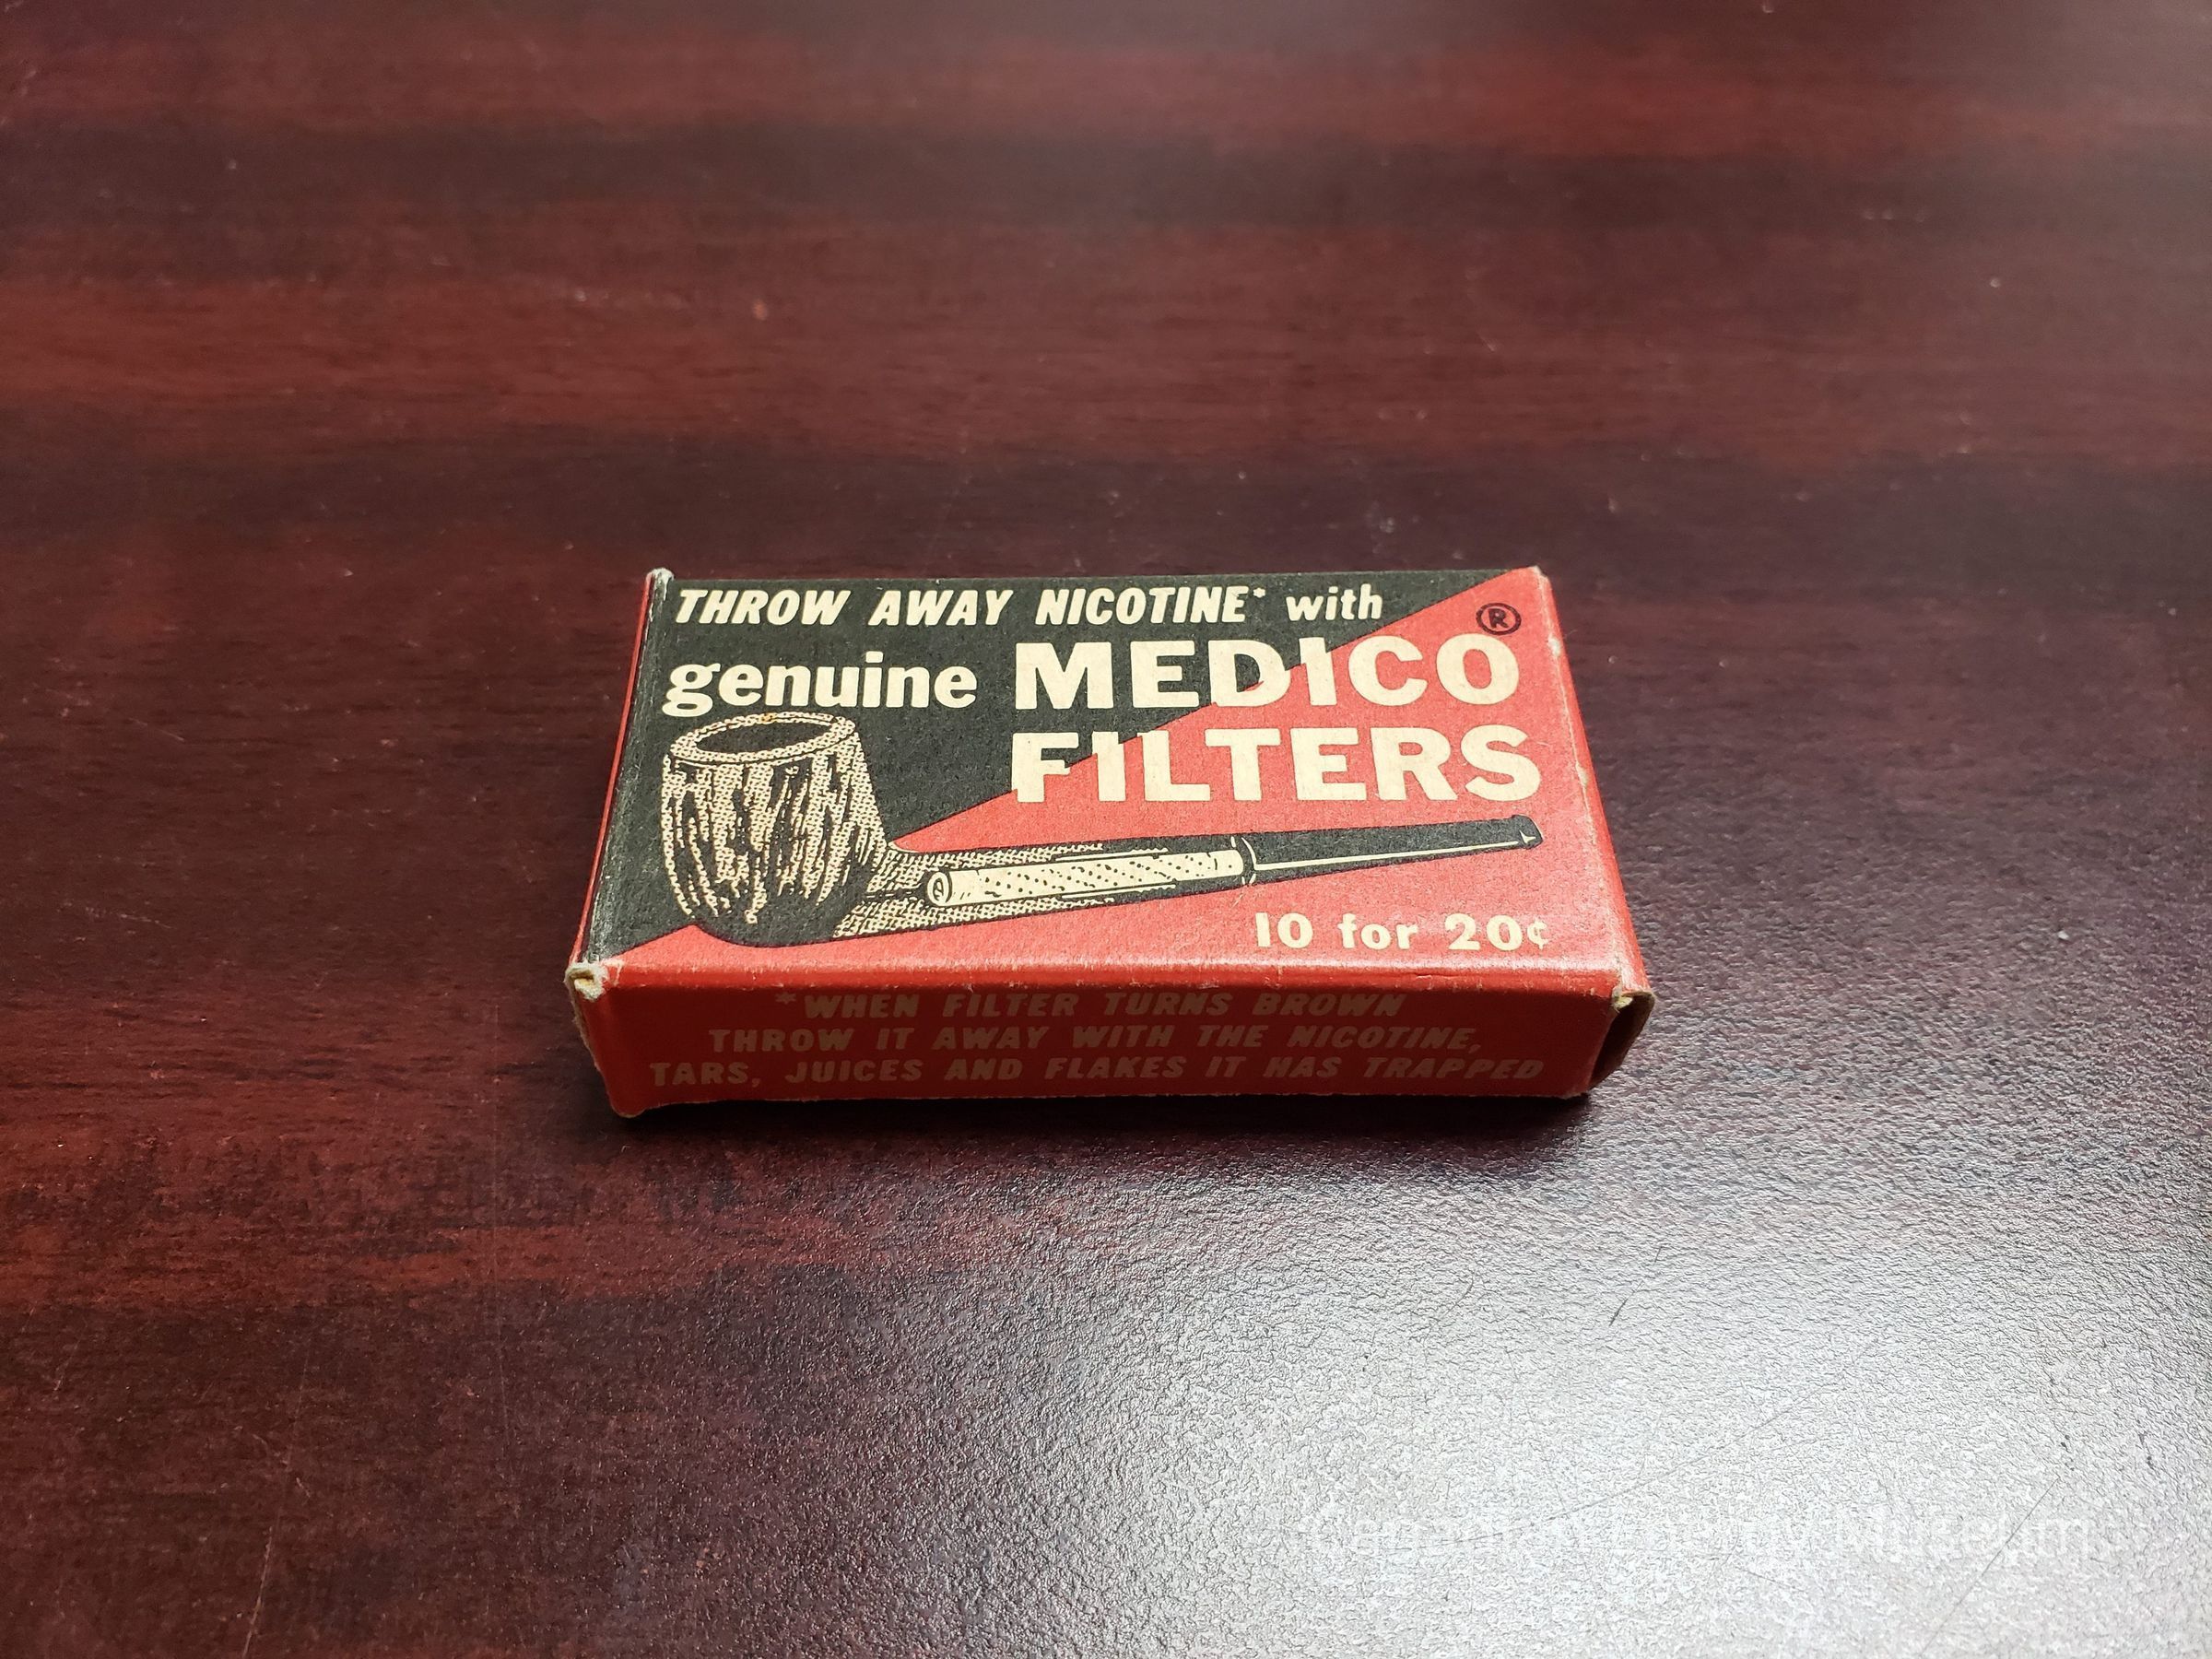 THROW AWAY NICOTINE* with
genuine MEDICO®
FILTERS
10 for 20¢
*WHEN FILTER TURNS BROWN
THROW IT AWAY WITH THE NICOTINE,
TARS, JUICES AND FLAKES IT HAS TRAPPED
Museum